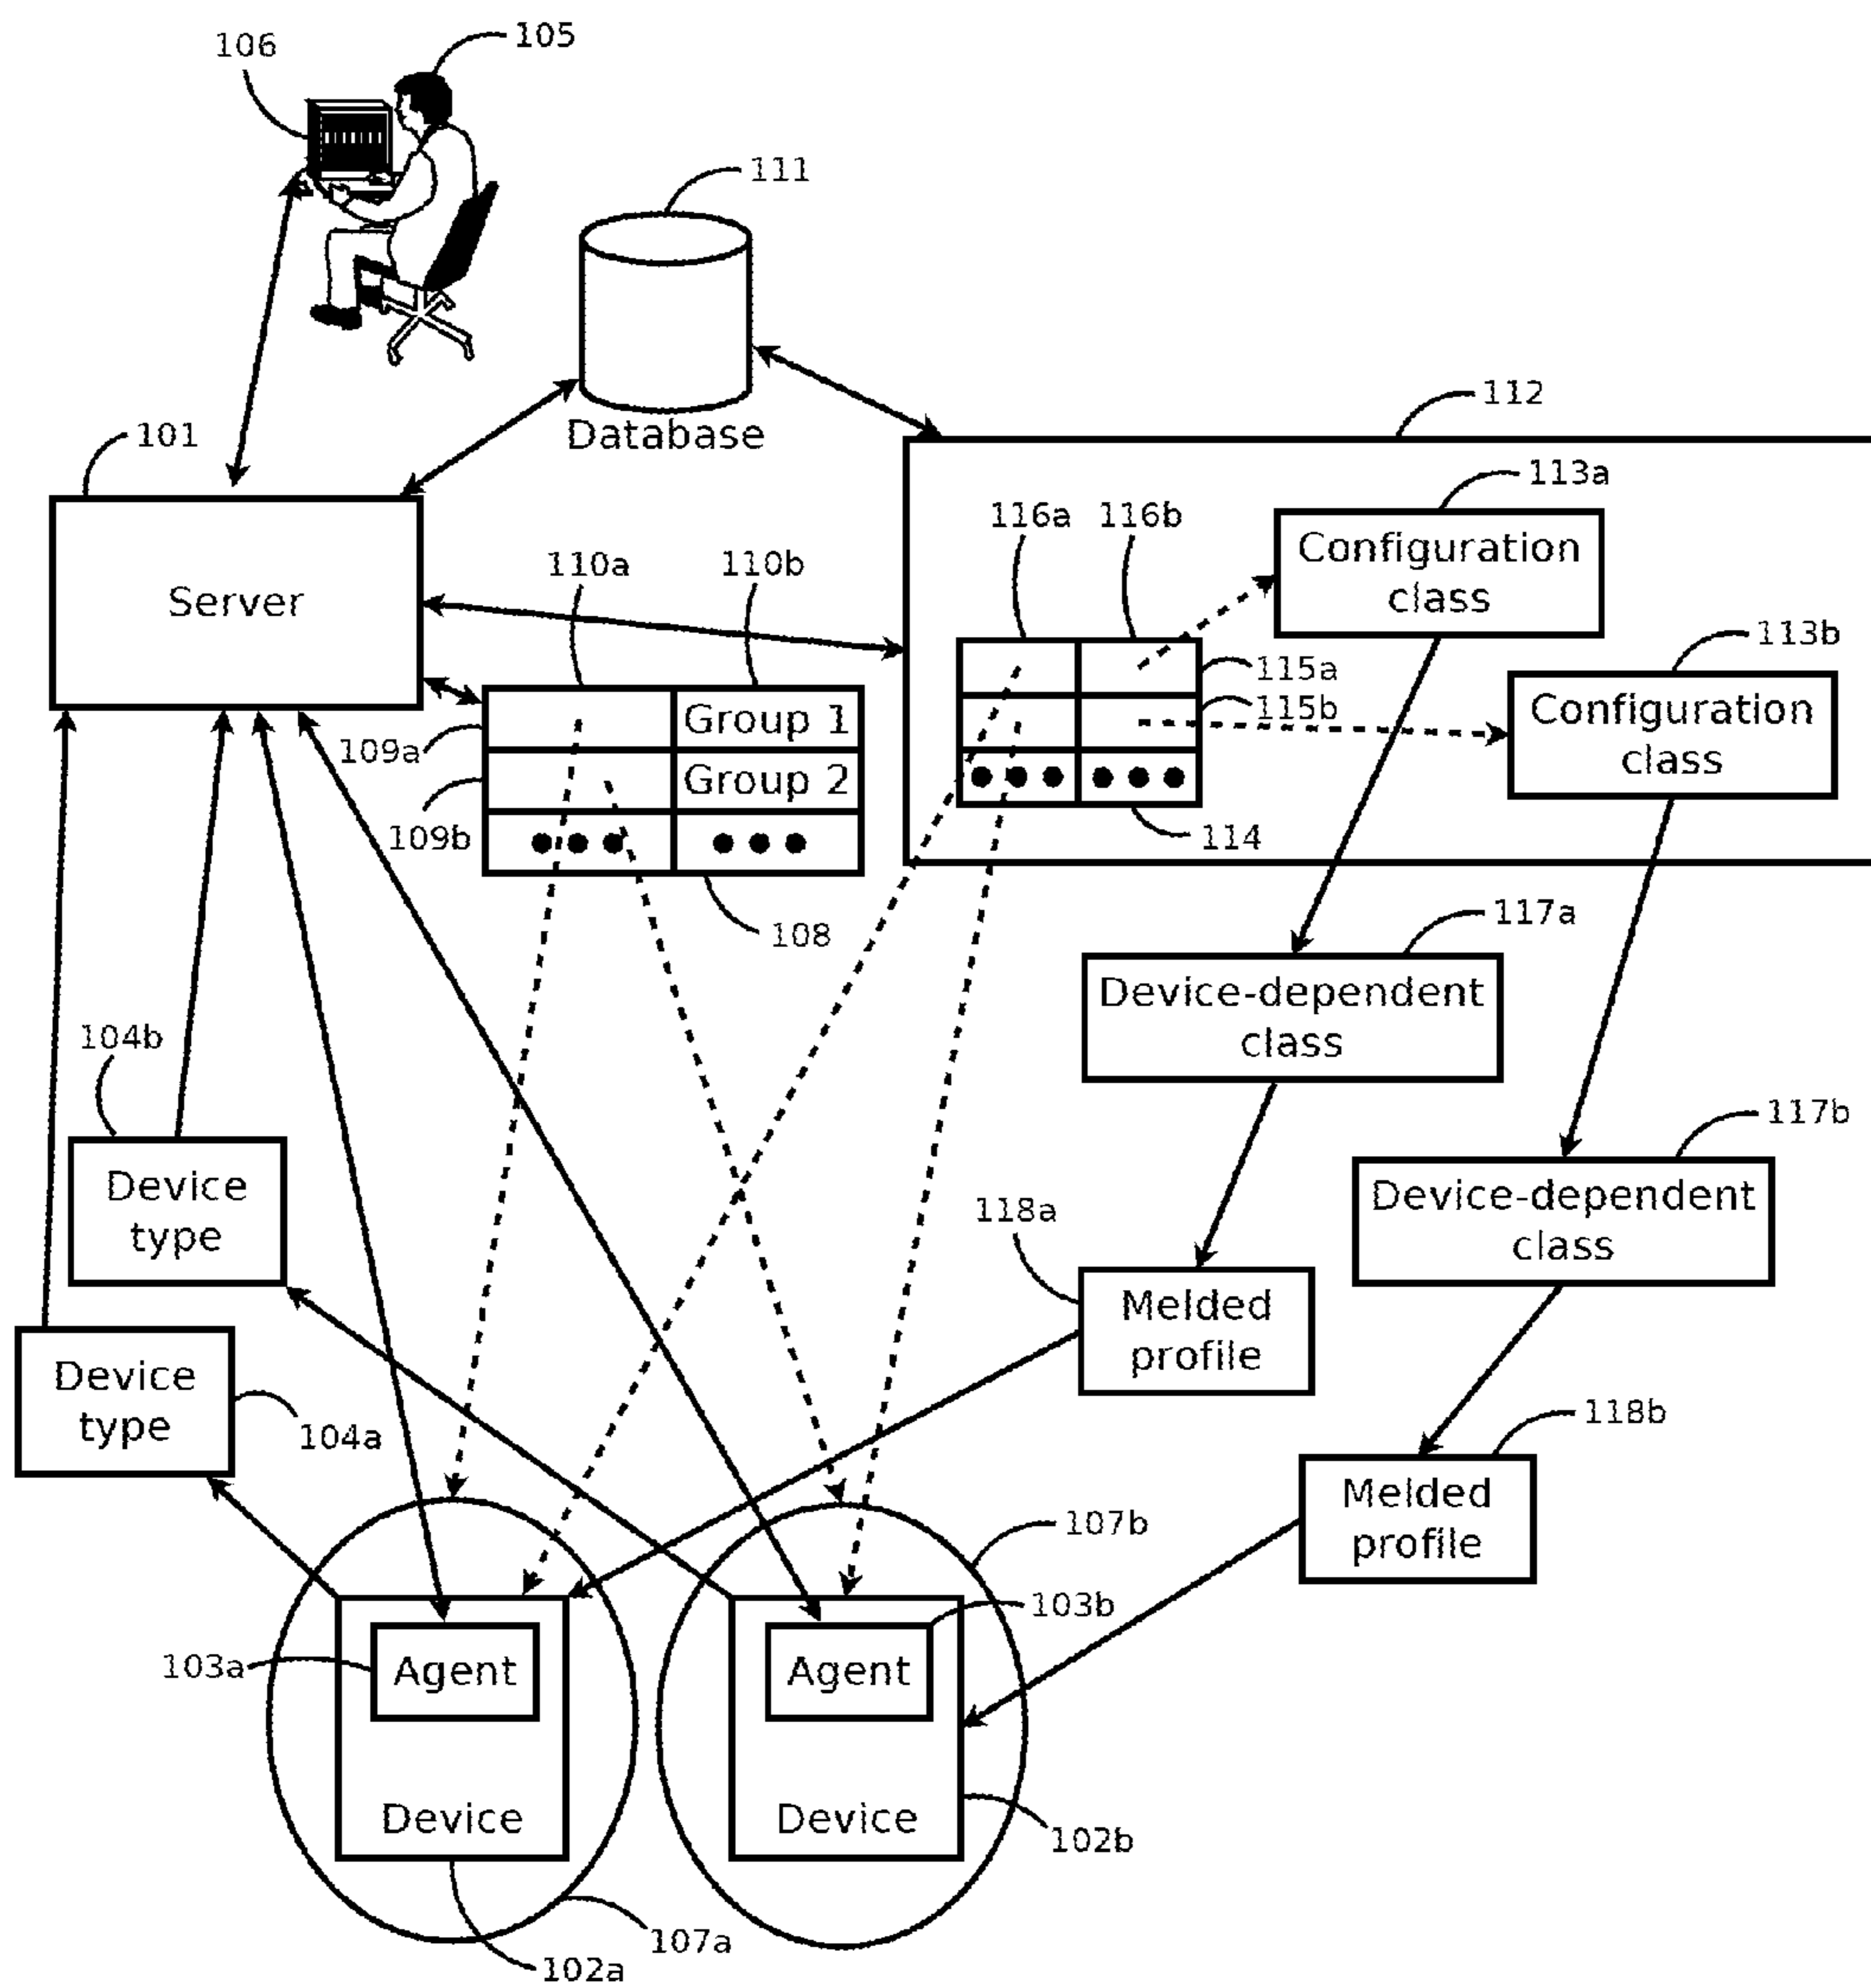 106
105
111
Database
112
101
113a
116a 116b
Configuration
class
113b
110a
110b
Server
115a
115b
Configuration
class
109a
Group 1
Group 2
109b
114
108
117a
Device-dependent
class
104b
117b
Device
type
118a
Device-dependent
class
Melded
profile
Device
type
104a
118b
Melded
profile
107b
103b
103a
Agent
Agent
Device
Device
102b
107a
102a